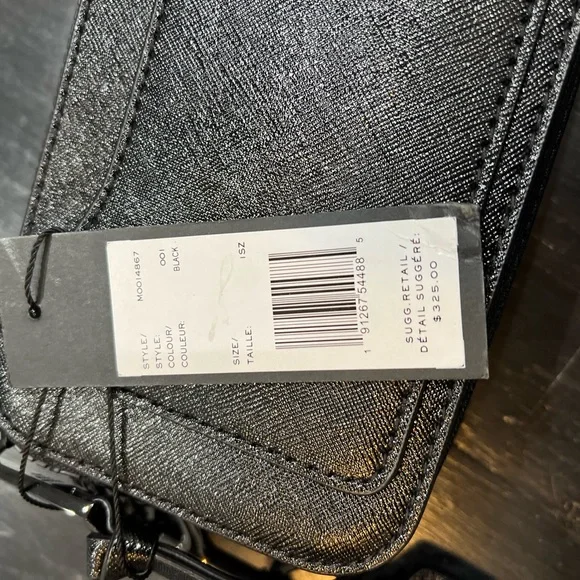 STYLE/ M0014867
STYLE:
COLOUR/ 001
COULEUR: BLACK
SIZE/ 1SZ
TAILLE:
1 91267 54488 5
SUGG. RETAIL /
DÉTAIL SUGGÉRÉ:
$325.00